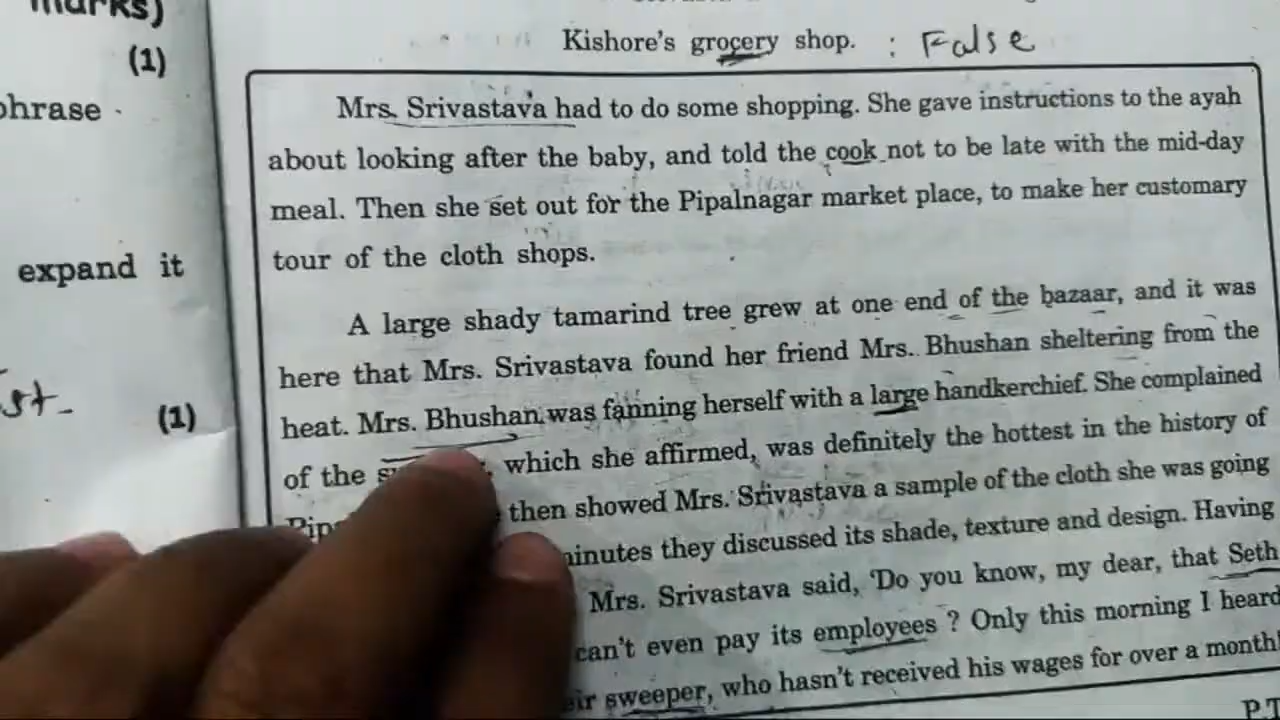 marks)
(1)
phrase
expand it
st-
(1)
Kishore's grocery shop. : False
Mrs. Srivastava had to do some shopping. She gave instructions to the ayah
about looking after the baby, and told the cook not to be late with the mid-day
meal. Then she set out for the Pipalnagar market place, to make her customary
tour of the cloth shops.
A large shady tamarind tree grew at one end of the bazaar, and it was
here that Mrs. Srivastava found her friend Mrs. Bhushan sheltering from the
heat. Mrs. Bhushan was fanning herself with a large handkerchief. She complained
of the which she affirmed, was definitely the hottest in the history of
then showed Mrs. Srivastava a sample of the cloth she was going
minutes they discussed its shade, texture and design. Having
Mrs. Srivastava said, 'Do you know, my dear, that Seth
can't even pay its employees ? Only this morning I heard
sweeper, who hasn't received his wages for over a month!
P.T